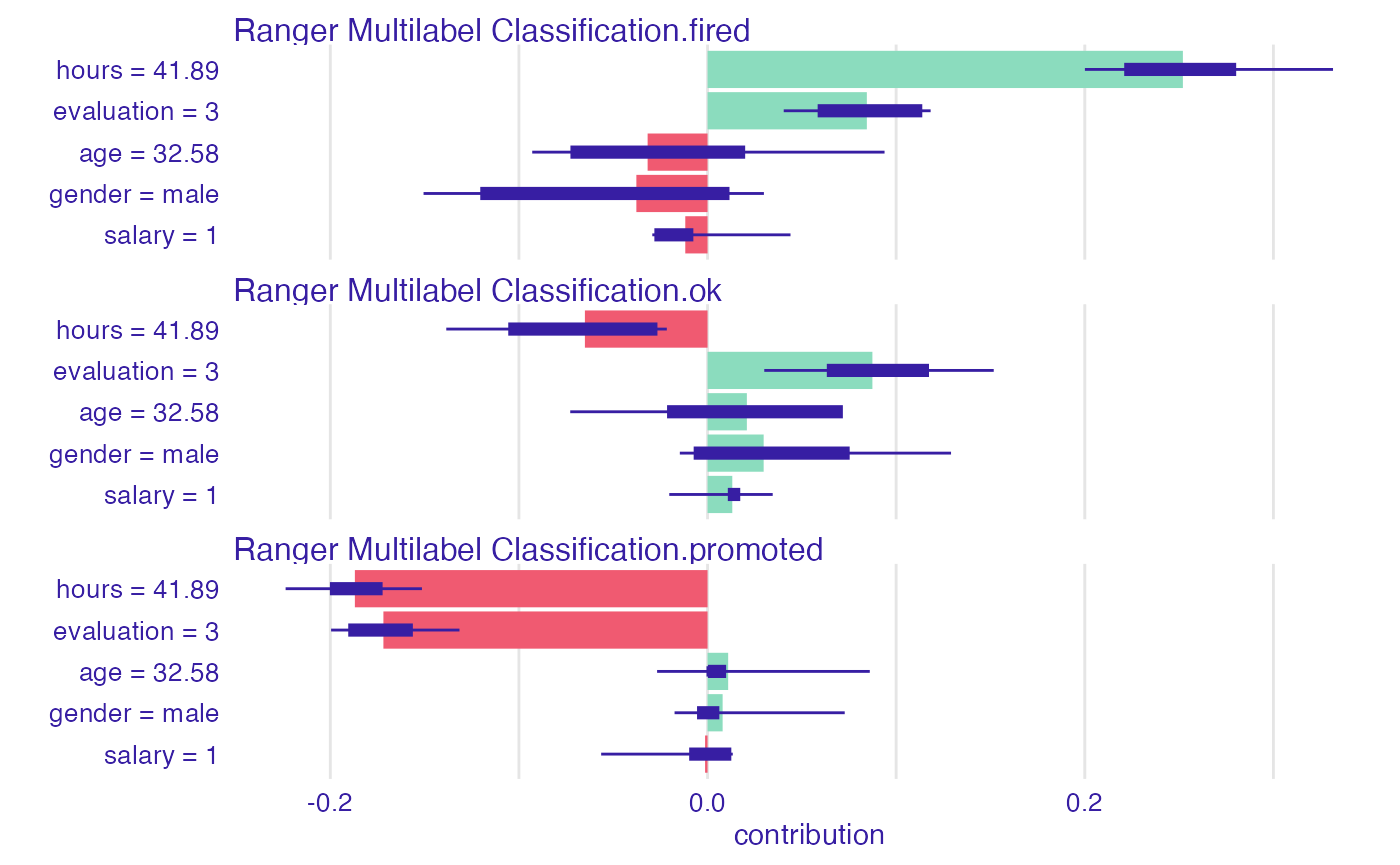 Ranger Multilabel Classification.fired
hours = 41.89
evaluation = 3
age = 32.58
gender = male
salary = 1
Ranger Multilabel Classification.ok
hours = 41.89
evaluation = 3
age = 32.58
gender = male
salary = 1
Ranger Multilabel Classification.promoted
hours = 41.89
evaluation = 3
age = 32.58
gender = male
salary = 1
-0.2 0.0 0.2
contribution